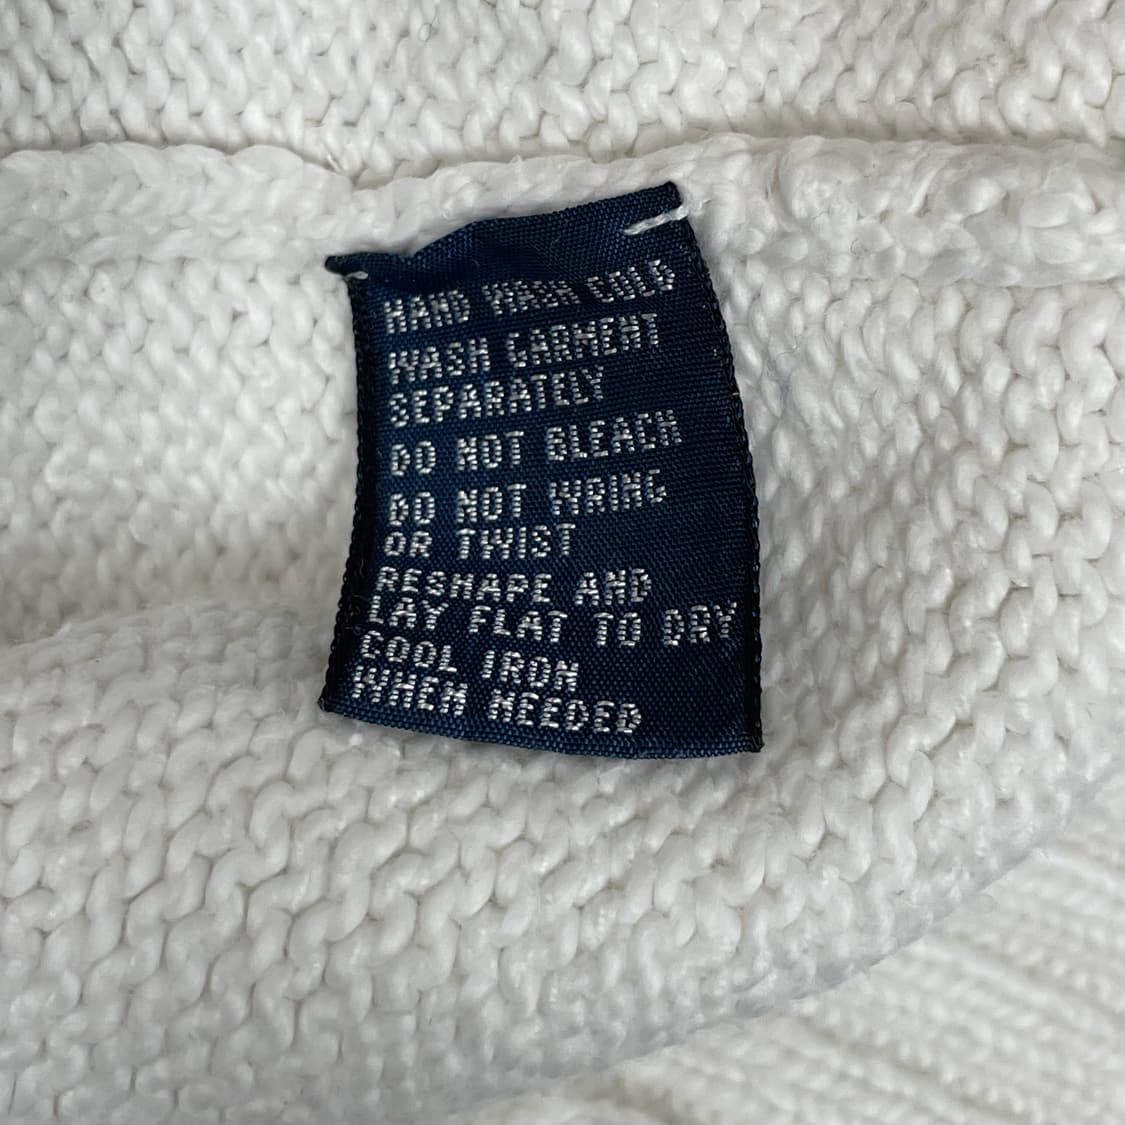 HAND WASH COLD
WASH GARMENT
SEPARATELY
DO NOT BLEACH
DO NOT WRING
OR TWIST
RESHAPE AND
LAY FLAT TO DRY
COOL IRON
WHEN NEEDED